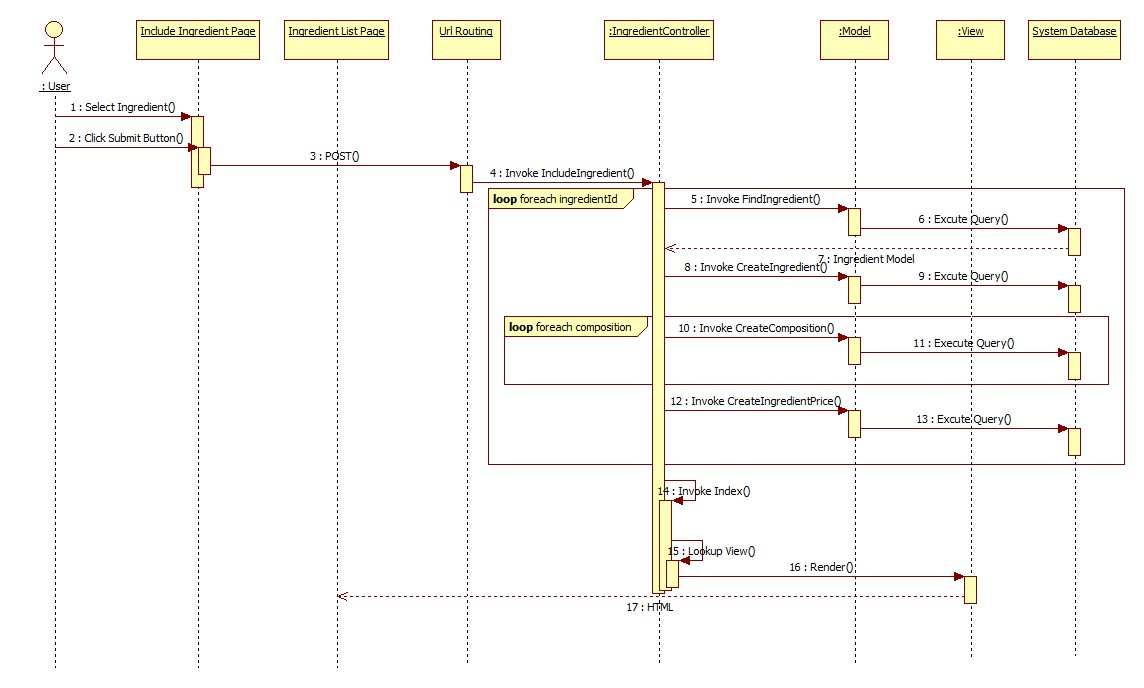 Include Ingredient Page
Ingredient List Page
Url Routing
:IngredientController
:Model
:View
System Database
: User
1 : Select Ingredient()
2 : Click Submit Button()
3 : POST()
4 : Invoke IncludeIngredient()
loop foreach ingredientId
5 : Invoke FindIngredient()
6 : Excute Query()
7 : Ingredient Model
8 : Invoke CreateIngredient()
9 : Excute Query()
loop foreach composition
10 : Invoke CreateComposition()
11 : Execute Query()
12 : Invoke CreateIngredientPrice()
13 : Excute Query()
14 : Invoke Index()
15 : Lookup View()
16 : Render()
17 : HTML